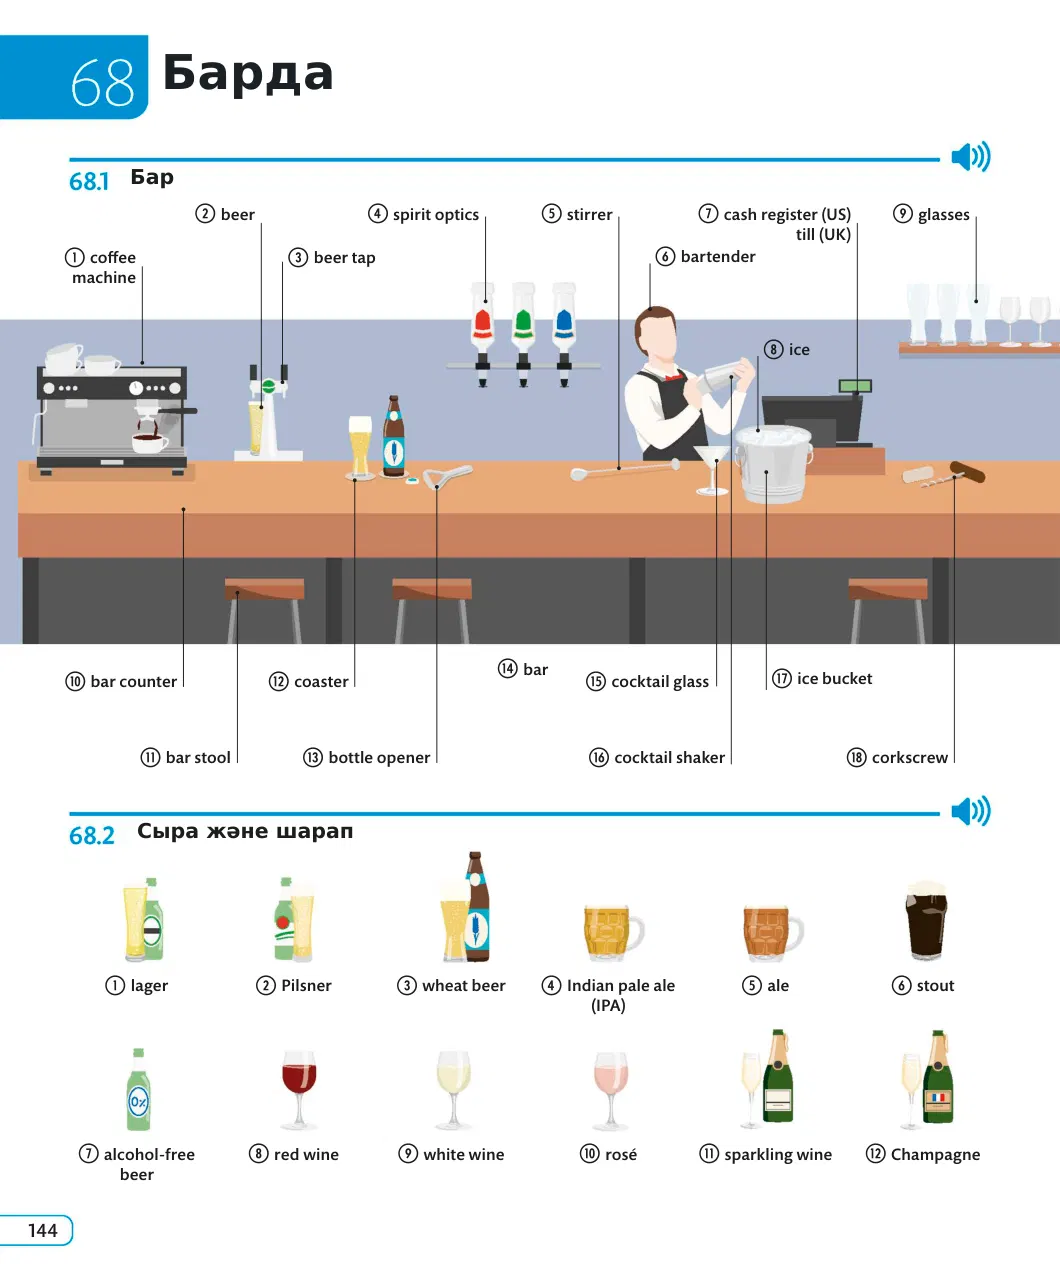 68 Барда
68.1 Бар
② beer
④ spirit optics
⑤ stirrer
⑦ cash register (US)
till (UK)
⑨ glasses
① coffee
machine
③ beer tap
⑥ bartender
⑧ ice
⑩ bar counter
⑫ coaster
⑭ bar
⑮ cocktail glass
⑰ ice bucket
⑪ bar stool
⑬ bottle opener
⑯ cocktail shaker
⑱ corkscrew
68.2 Сыра және шарап
① lager
② Pilsner
③ wheat beer
④ Indian pale ale
(IPA)
⑤ ale
⑥ stout
0%
⑦ alcohol-free
beer
⑧ red wine
⑨ white wine
⑩ rosé
⑪ sparkling wine
⑫ Champagne
144